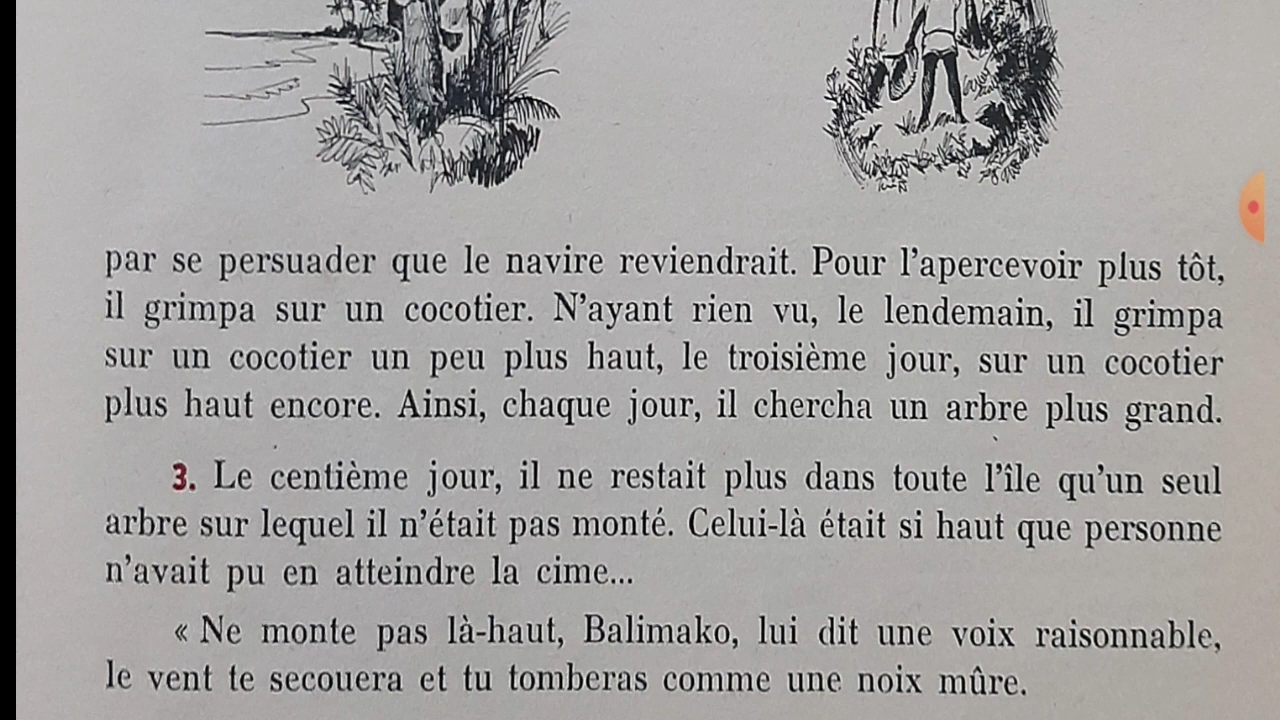 par se persuader que le navire reviendrait. Pour l'apercevoir plus tôt,
il grimpa sur un cocotier. N'ayant rien vu, le lendemain, il grimpa
sur un cocotier un peu plus haut, le troisième jour, sur un cocotier
plus haut encore. Ainsi, chaque jour, il chercha un arbre plus grand.
3. Le centième jour, il ne restait plus dans toute l'île qu'un seul
arbre sur lequel il n'était pas monté. Celui-là était si haut que personne
n'avait pu en atteindre la cime...
« Ne monte pas là-haut, Balimako, lui dit une voix raisonnable,
le vent te secouera et tu tomberas comme une noix mûre.